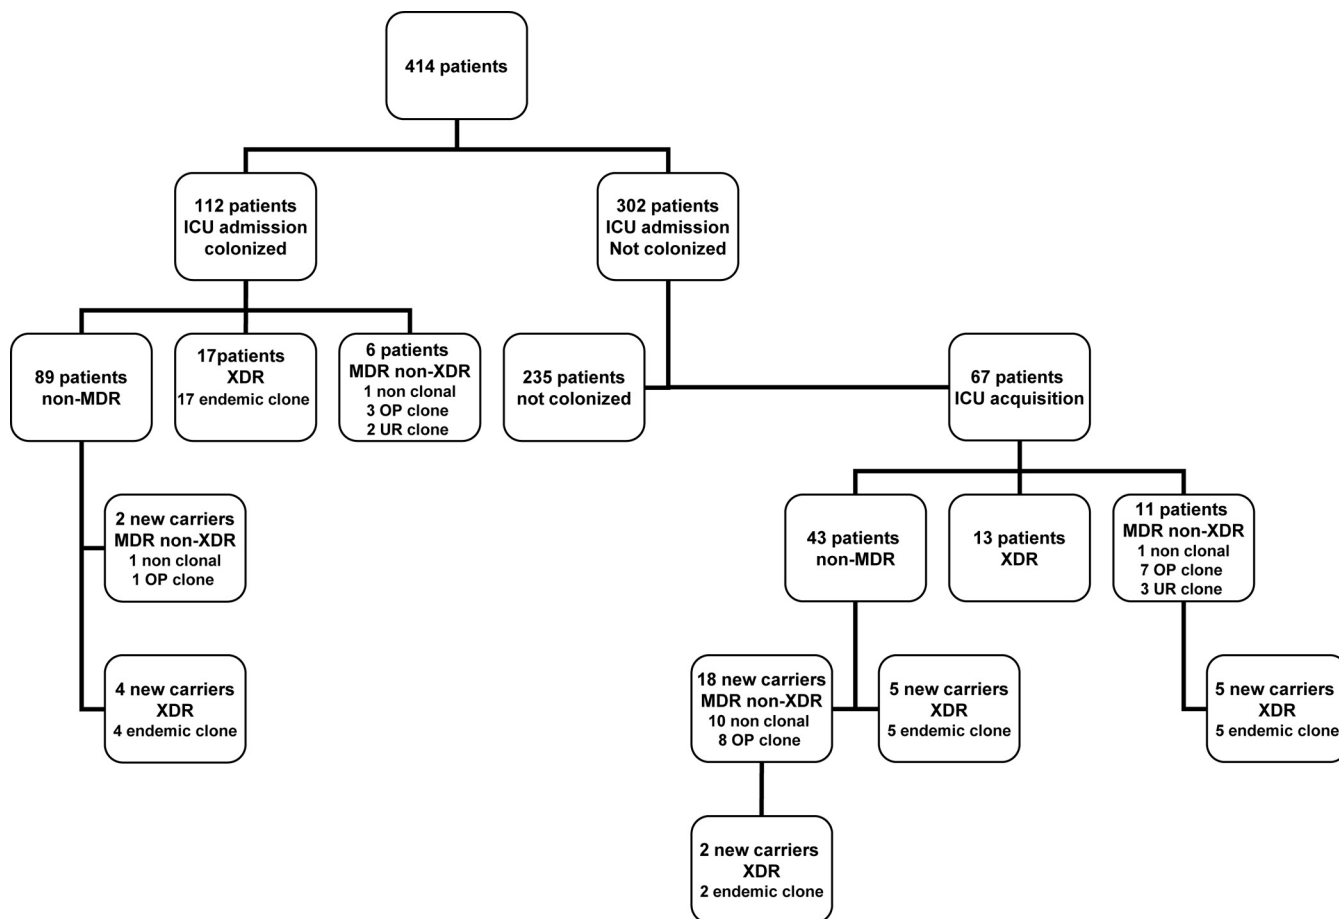 414 patients
112 patients
ICU admission
colonized
302 patients
ICU admission
Not colonized
89 patients
non-MDR
17patients
XDR
17 endemic clone
6 patients
MDR non-XDR
1 non clonal
3 OP clone
2 UR clone
235 patients
not colonized
67 patients
ICU acquisition
2 new carriers
MDR non-XDR
1 non clonal
1 OP clone
43 patients
non-MDR
13 patients
XDR
11 patients
MDR non-XDR
1 non clonal
7 OP clone
3 UR clone
4 new carriers
XDR
4 endemic clone
18 new carriers
MDR non-XDR
10 non clonal
8 OP clone
5 new carriers
XDR
5 endemic clone
5 new carriers
XDR
5 endemic clone
2 new carriers
XDR
2 endemic clone